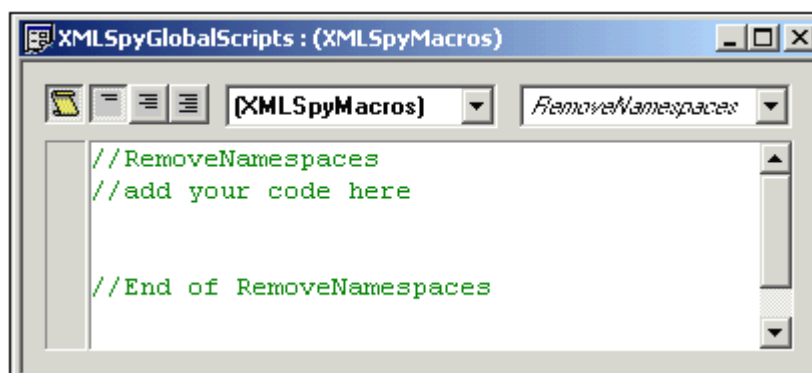 XMLSpyGlobalScripts : (XMLSpyMacros)
(XMLSpyMacros) RemoveNamespaces
//RemoveNamespaces
//add your code here
//End of RemoveNamespaces